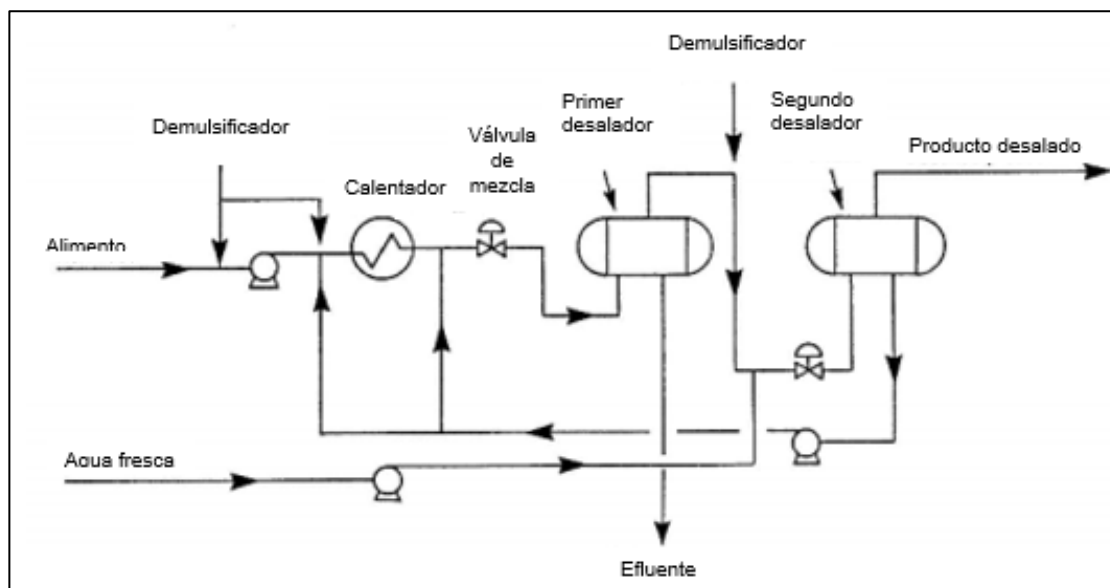 Demulsificador
Primer
desalador
Segundo
desalador
Demulsificador
Válvula
de
mezcla
Producto desalado
Calentador
Alimento
Agua fresca
Efluente